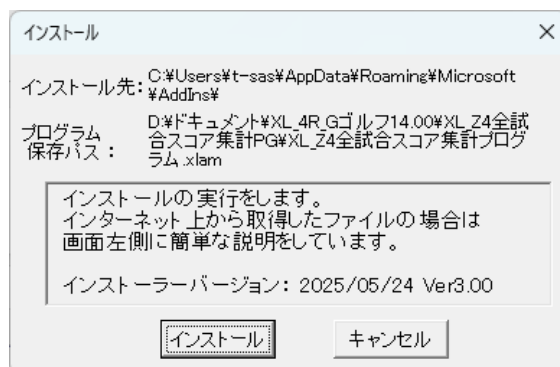 インストール
インストール先: C:¥Users¥t-sas¥AppData¥Roaming¥Microsoft
¥AddIns¥
プログラム
保存パス: D:¥ドキュメント¥XL_4R_Gゴルフ14.00¥XL_Z4全試
合スコア集計PG¥XL_Z4全試合スコア集計プログ
ラム.xlam
インストールの実行をします。
インターネット上から取得したファイルの場合は
画面左側に簡単な説明をしています。
インストーラーバージョン: 2025/05/24 Ver3.00
インストール
キャンセル